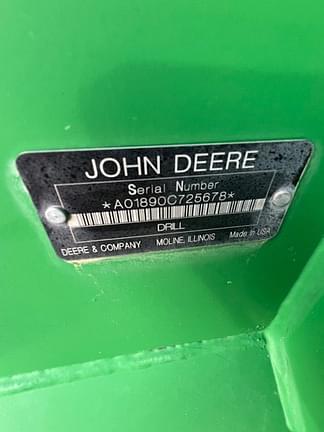 JOHN DEERE
Serial Number
*A01890C725678*
DRILL
DEERE & COMPANY MOLINE, ILLINOIS Made In USA